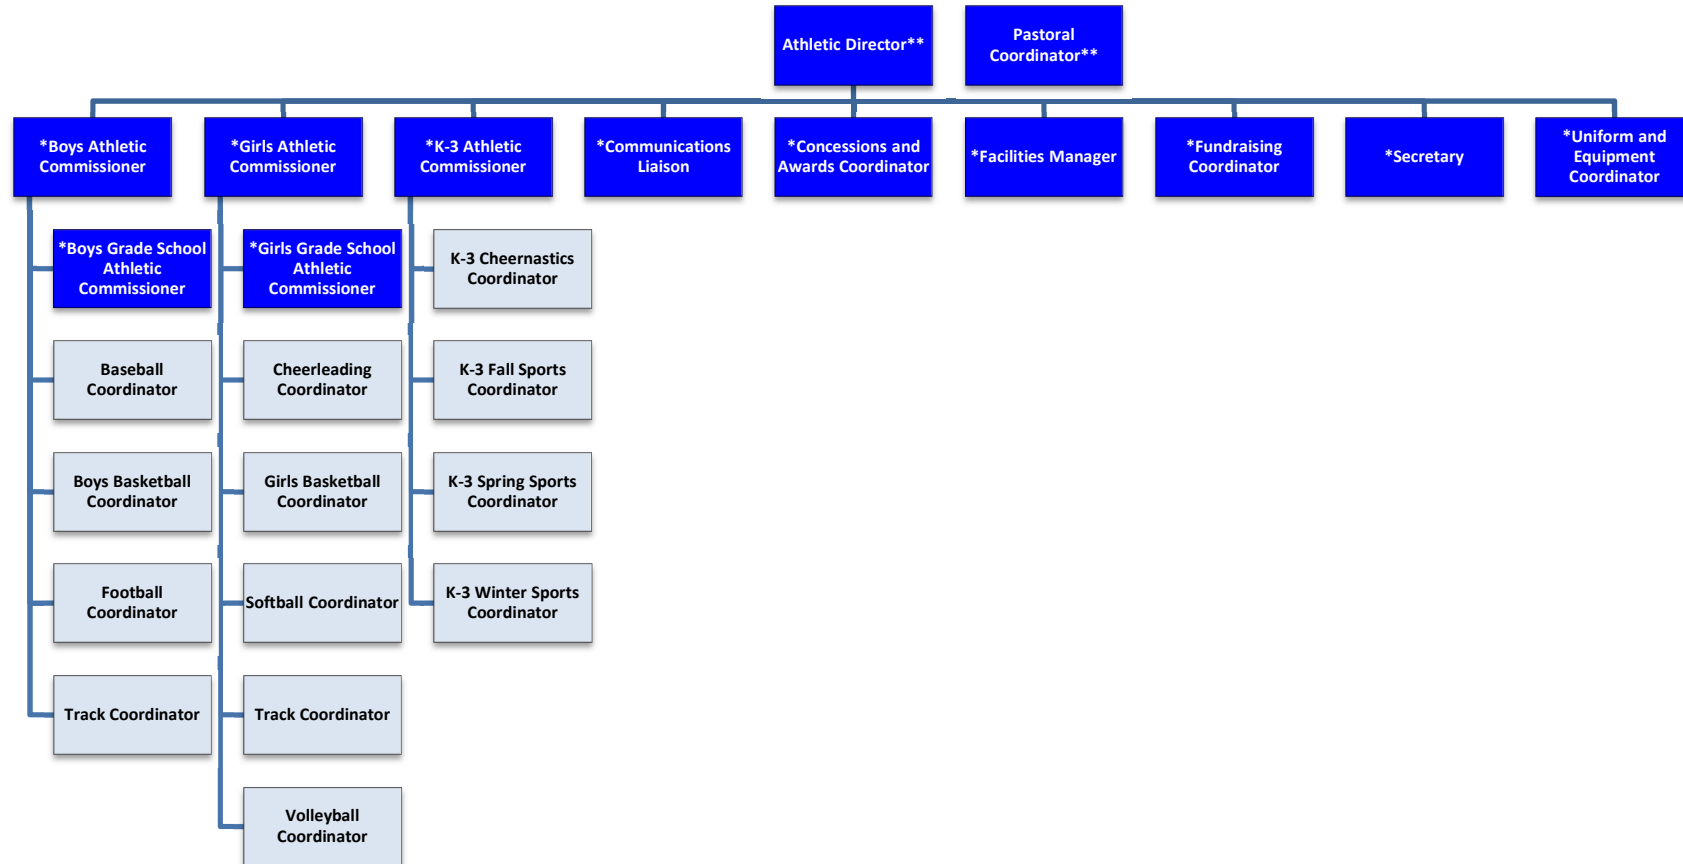 Athletic Director**
Pastoral
Coordinator**
*Boys Athletic
Commissioner
*Girls Athletic
Commissioner
*K-3 Athletic
Commissioner
*Communications
Liaison
*Concessions and
Awards Coordinator
*Facilities Manager
*Fundraising
Coordinator
*Secretary
*Uniform and
Equipment
Coordinator
*Boys Grade School
Athletic
Commissioner
Baseball
Coordinator
Boys Basketball
Coordinator
Football
Coordinator
Track Coordinator
*Girls Grade School
Athletic
Commissioner
Cheerleading
Coordinator
Girls Basketball
Coordinator
Softball Coordinator
Track Coordinator
Volleyball
Coordinator
K-3 Cheernastics
Coordinator
K-3 Fall Sports
Coordinator
K-3 Spring Sports
Coordinator
K-3 Winter Sports
Coordinator